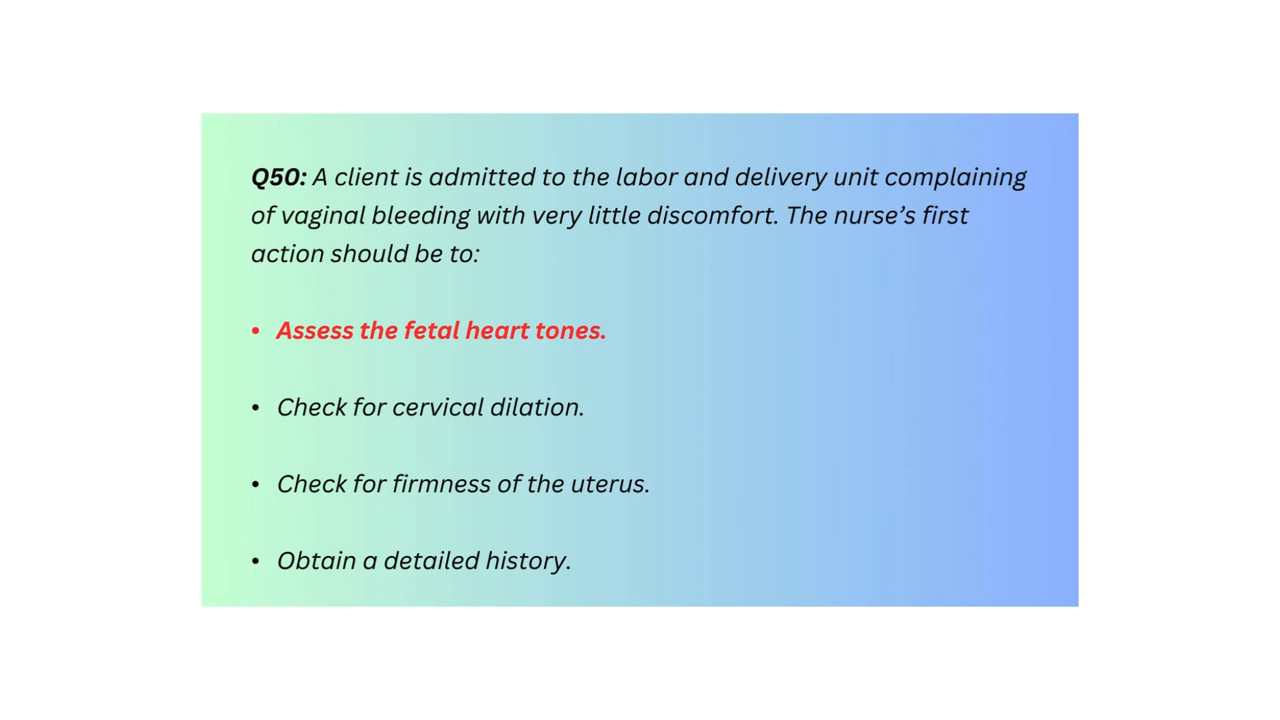 Q50: A client is admitted to the labor and delivery unit complaining
of vaginal bleeding with very little discomfort. The nurse’s first
action should be to:
• Assess the fetal heart tones.
• Check for cervical dilation.
• Check for firmness of the uterus.
• Obtain a detailed history.